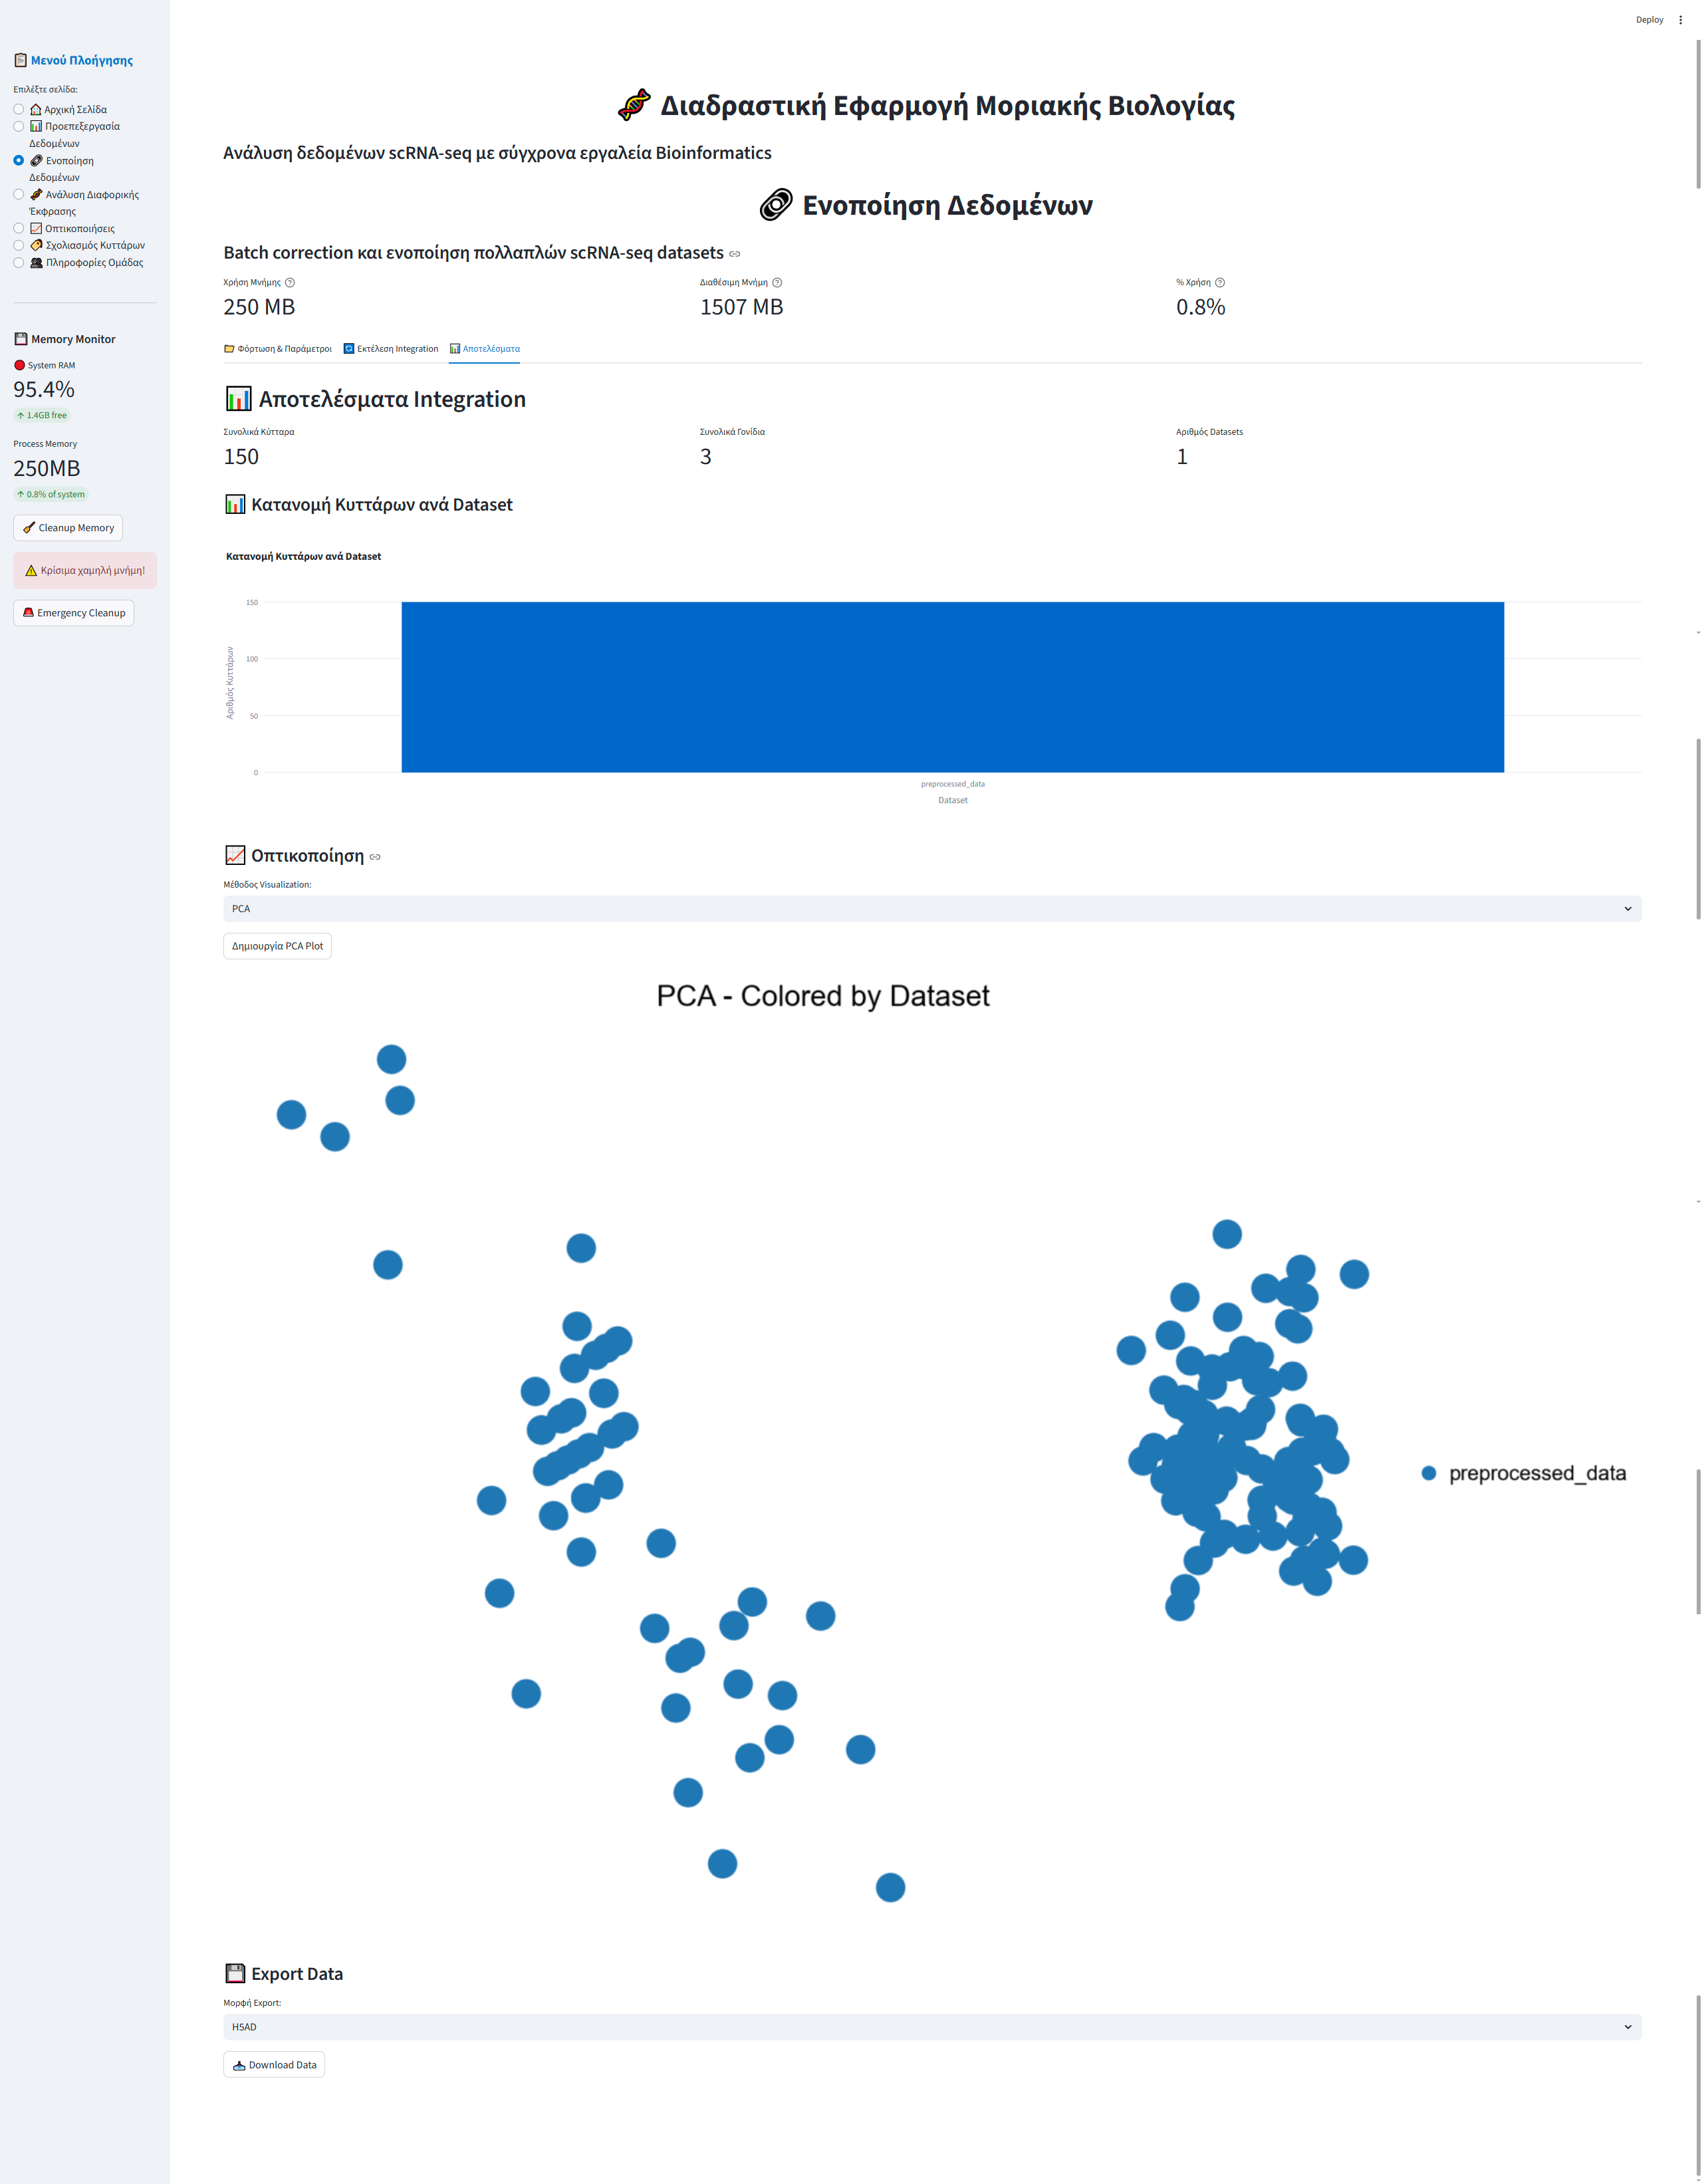 Deploy
Μενού Πλοήγησης
Επιλέξτε σελίδα:
Αρχική Σελίδα
Προεπεξεργασία
Δεδομένων
Ενοποίηση
Δεδομένων
Ανάλυση Διαφορικής
Έκφρασης
Οπτικοποιήσεις
Σχολιασμός Κυττάρων
Πληροφορίες Ομάδας
Memory Monitor
System RAM
95.4%
↑ 1.4GB free
Process Memory
250MB
↑ 0.8% of system
Cleanup Memory
Κρίσιμα χαμηλή μνήμη!
Emergency Cleanup
Διαδραστική Εφαρμογή Μοριακής Βιολογίας
Ανάλυση δεδομένων scRNA-seq με σύγχρονα εργαλεία Bioinformatics
Ενοποίηση Δεδομένων
Batch correction και ενοποίηση πολλαπλών scRNA-seq datasets
Χρήση Μνήμης
250 MB
Διαθέσιμη Μνήμη
1507 MB
% Χρήση
0.8%
Φόρτωση & Παράμετροι
Εκτέλεση Integration
Αποτελέσματα
Αποτελέσματα Integration
Συνολικά Κύτταρα
150
Συνολικά Γονίδια
3
Αριθμός Datasets
1
Κατανομή Κυττάρων ανά Dataset
Κατανομή Κυττάρων ανά Dataset
Αριθμός Κυττάρων
150
100
50
0
preprocessed_data
Dataset
Οπτικοποίηση
Μέθοδος Visualization:
PCA
Δημιουργία PCA Plot
PCA - Colored by Dataset
preprocessed_data
Export Data
Μορφή Export:
H5AD
Download Data